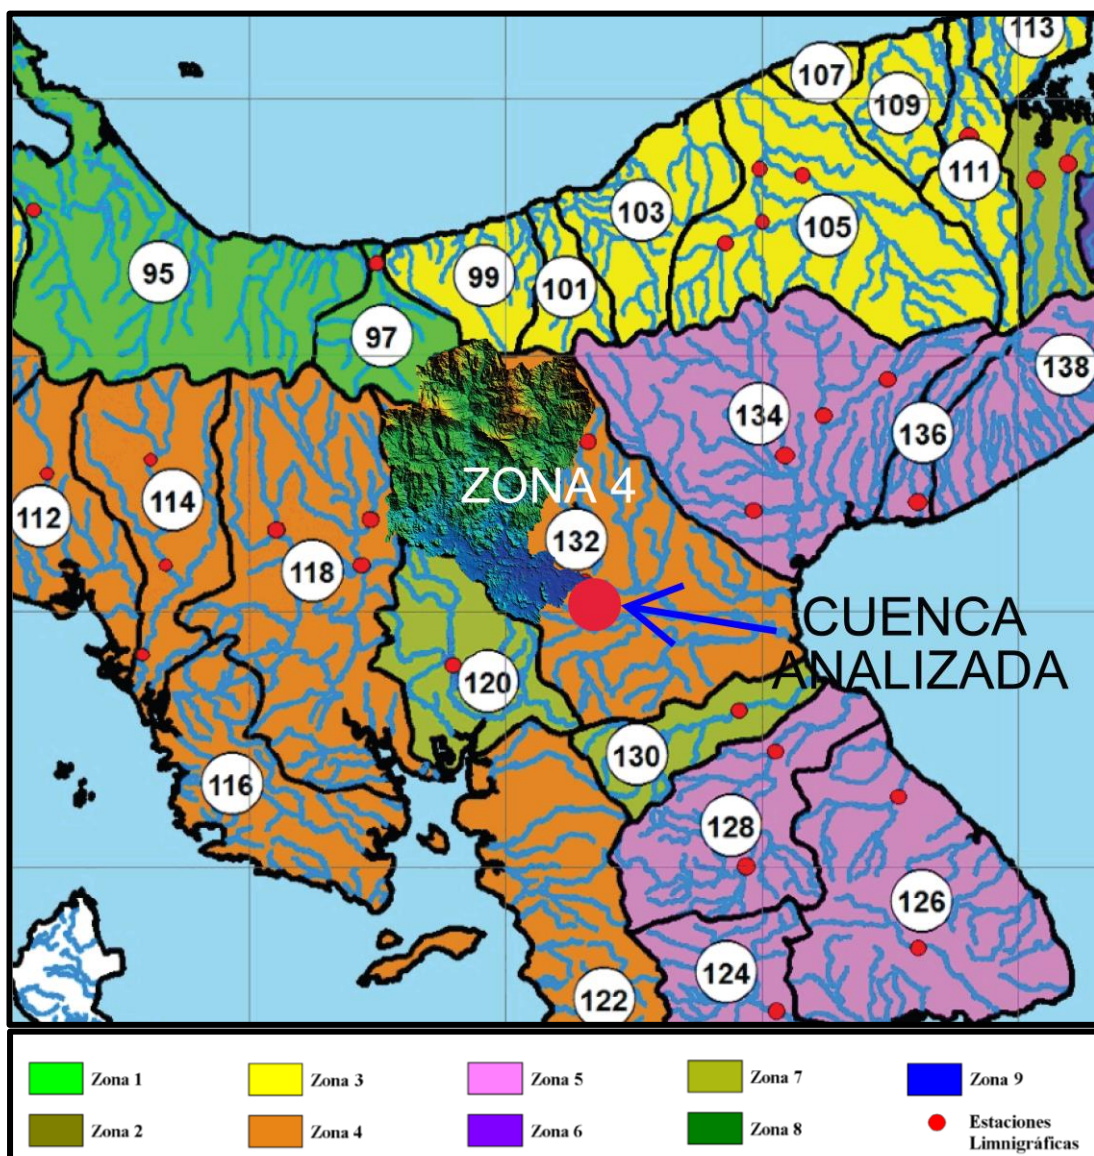 113
107
109
111
103
105
95
99
101
97
138
134
136
114
112
ZONA 4
132
118
CUENCA
ANALIZADA
120
130
116
128
126
124
122
Zona 1
Zona 3
Zona 5
Zona 7
Zona 9
Zona 2
Zona 4
Zona 6
Zona 8
Estaciones
Limnigráficas